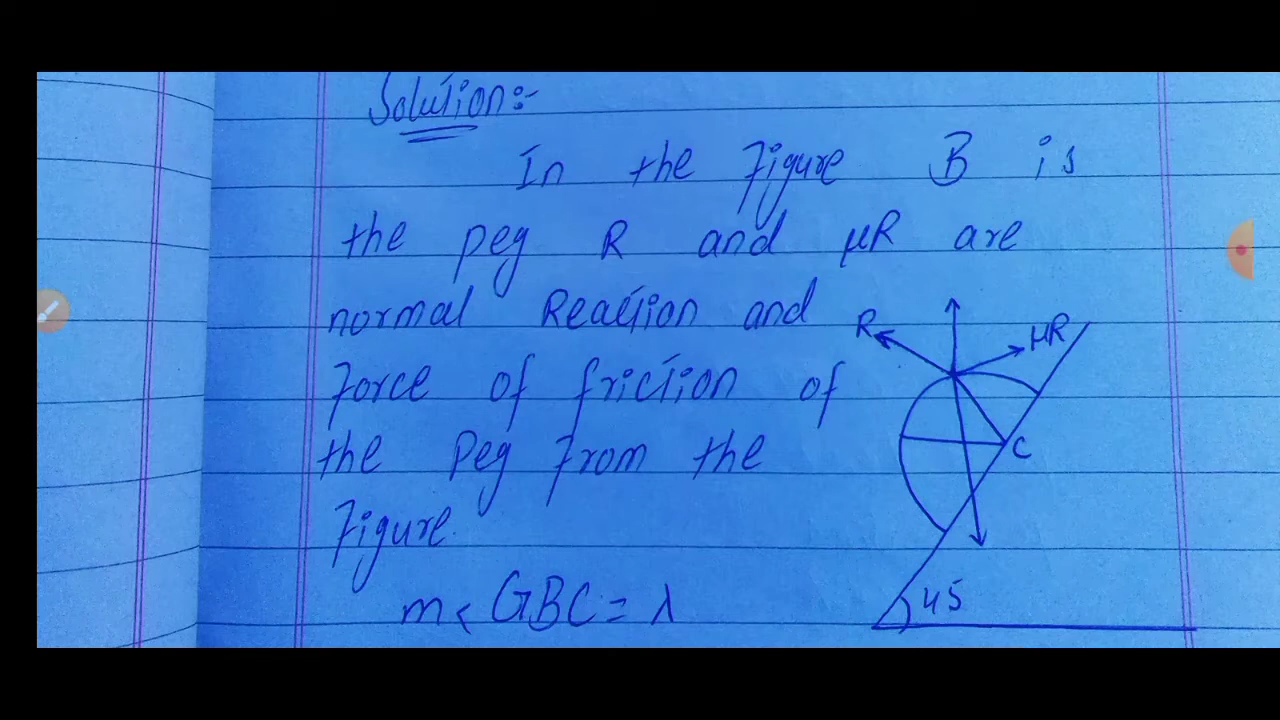 Solution:-
In the figure B is
the peg R and μR are
normal Reaction and
Force of friction of
the Peg From the
Figure.
m< GBC = λ
R
μR
C
45